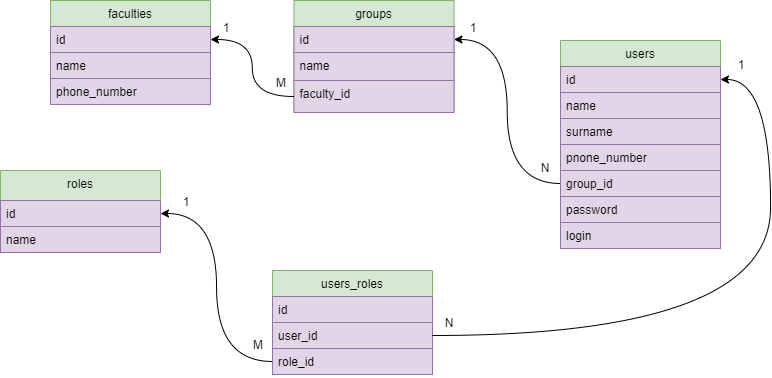 faculties
id
name
phone_number
1
M
groups
id
name
faculty_id
1
N
users
id
name
surname
pnone_number
group_id
password
login
1
roles
id
name
1
M
users_roles
id
user_id
role_id
N